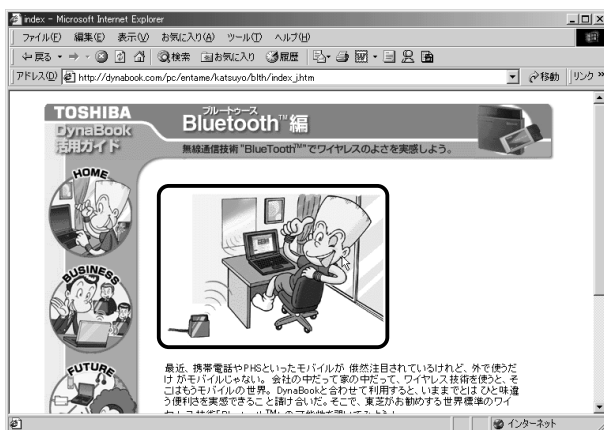 index - Microsoft Internet Explorer
ファイル(F) 編集(E) 表示(V) お気に入り(A) ツール(T) ヘルプ(H)
戻る 検索 お気に入り 履歴
アドレス(D) http://dynabook.com/pc/entame/katsuyo/blth/index_j.htm 移動 リンク »
TOSHIBA
DynaBook
活用ガイド
ブルートゥース
Bluetooth™編
無線通信技術 "BlueTooth™"でワイヤレスのよさを実感しよう。
HOME
BUSINESS
FUTURE
最近、携帯電話やPHSといったモバイルが 俄然注目されているけれど、外で使うだ
けがモバイルじゃない。会社の中だって家の中だって、ワイヤレス技術を使うと、そ
こはもうモバイルの世界。DynaBookと合わせて利用すると、いままでとは ひと味違
う便利さを実感できること請け合いだ。そこで、東芝がお勧めする世界標準のワイ
インターネット